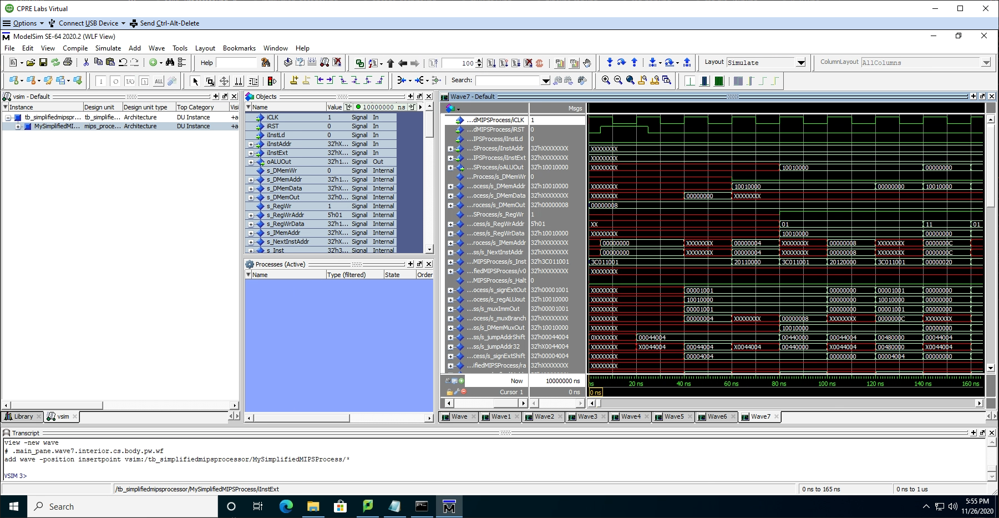 CPRE Labs Virtual
Options Connect USB Device Send Ctrl-Alt-Delete
ModelSim SE-64 2020.2 (WLF View)
File Edit View Compile Simulate Add Wave Tools Layout Bookmarks Window Help
Help 100 Layout Simulate ColumnLayout AllColumns
Search:
vsim - Default
Instance Design unit Design unit type Top Category Visi
tb_simplifiedmipspr... tb_simplifie... Architecture DU Instance +a
MySimplifiedMI... mips_proce... Architecture DU Instance +a
Library vsim
Objects
Name Value 10000000 ns
iCLK 1 Signal In
iRST 0 Signal In
iInstLd 0 Signal In
iInstAddr 32'hX... Signal In
iInstExt 32'hX... Signal In
oALUOut 32'h1... Signal Out
s_DMemWr 0 Signal Internal
s_DMemAddr 32'h1... Signal Internal
s_DMemData 32'hX... Signal Internal
s_DMemOut 32'h0... Signal Internal
s_RegWr 1 Signal Internal
s_RegWrAddr 5'h01 Signal Internal
s_RegWrData 32'h1... Signal Internal
s_IMemAddr 32'hX... Signal Internal
s_NextInstAddr 32'hX... Signal Internal
s_Inst 32'h3... Signal Internal
Processes (Active)
Name Type (filtered) State Order
Wave7 - Default
Msgs
...dMIPSProcess/iCLK 1
...dMIPSProcess/iRST 0
...IPSProcess/iInstLd 0
...SProcess/iInstAddr 32'hXXXXXXXX XXXXXXXX
...IPSProcess/iInstExt 32'hXXXXXXXX XXXXXXXX
...SProcess/oALUOut 32'h10010000 XXXXXXXX 10010000 00000000
...Process/s_DMemWr 0
...ocess/s_DMemAddr 32'h10010000 XXXXXXXX 10010000 00000000 10010000
...ocess/s_DMemData 32'hXXXXXXXX XXXXXXXX 00000000 XXXXXXXX
...rocess/s_DMemOut 32'h00000008 00000008
...SProcess/s_RegWr 1
...cess/s_RegWrAddr 5'h01 XX 01 11 01
...cess/s_RegWrData 32'h10010000 XXXXXXXX 10010000 00000000
...rocess/s_IMemAddr 32'hXXXXXXXX 00000000 XXXXXXXX 00000004 XXXXXXXX 00000008 XXXXXXXX 0000000C
...ss/s_NextInstAddr 32'hXXXXXXXX 00000000 XXXXXXXX 00000004 XXXXXXXX 00000008 XXXXXXXX 0000000C
...MIPSProcess/s_Inst 32'h3C011001 3C011001 20110000 3C011001 20120000 3C011001 00000020
...fiedMIPSProcess/v0 32'hXXXXXXXX XXXXXXXX
...MIPSProcess/s_Halt 0
...ocess/s_signExtOut 32'h00001001 XXXXXXXX 00001001 00000000 00001001 00000000
...ocess/s_regALUout 32'h10010000 XXXXXXXX 10010000 00000000 10010000 00000000
...ss/s_muxImmOut 32'h00001001 XXXXXXXX 00001001 00000000 00001001 00000000
...ocess/s_muxBranch 32'hXXXXXXXX XXXXXXXX 00000004 XXXXXXXX 00000008 XXXXXXXX 0000000C XXXXXXXX
...ss/s_DMemMuxOut 32'h10010000 XXXXXXXX 10010000 00000000
...ss/s_jumpAddrShift 32'h00044004 0XXXXXXX 00044004 00440000 00044004 00480000 00044004
...ss/s_jumpAddr32 32'hX0044004 XXXXXXXX X0044004 00044004 X0044004 00440000 X0044004 00480000 X0044004
...cess/s_signExtShift 32'h00004004 XXXXXXXX 00004004 00000000 00004004 00000000
...ifiedMIPSProcess/ra 32'hXXXXXXXX XXXXXXXX
Now 10000000 ns ns 20 ns 40 ns 60 ns 80 ns 100 ns 120 ns 140 ns 160 ns
Cursor 1 0 ns 0 ns
Wave Wave1 Wave2 Wave3 Wave4 Wave5 Wave6 Wave7
Transcript
view -new wave
# .main_pane.wave7.interior.cs.body.pw.wf
add wave -position insertpoint vsim:/tb_simplifiedmipsprocessor/MySimplifiedMIPSProcess/*
VSIM 3>
/tb_simplifiedmipsprocessor/MySimplifiedMIPSProcess/iInstExt 0 ns to 165 ns 0 ns to 1 us
Search
5:55 PM
11/26/2020